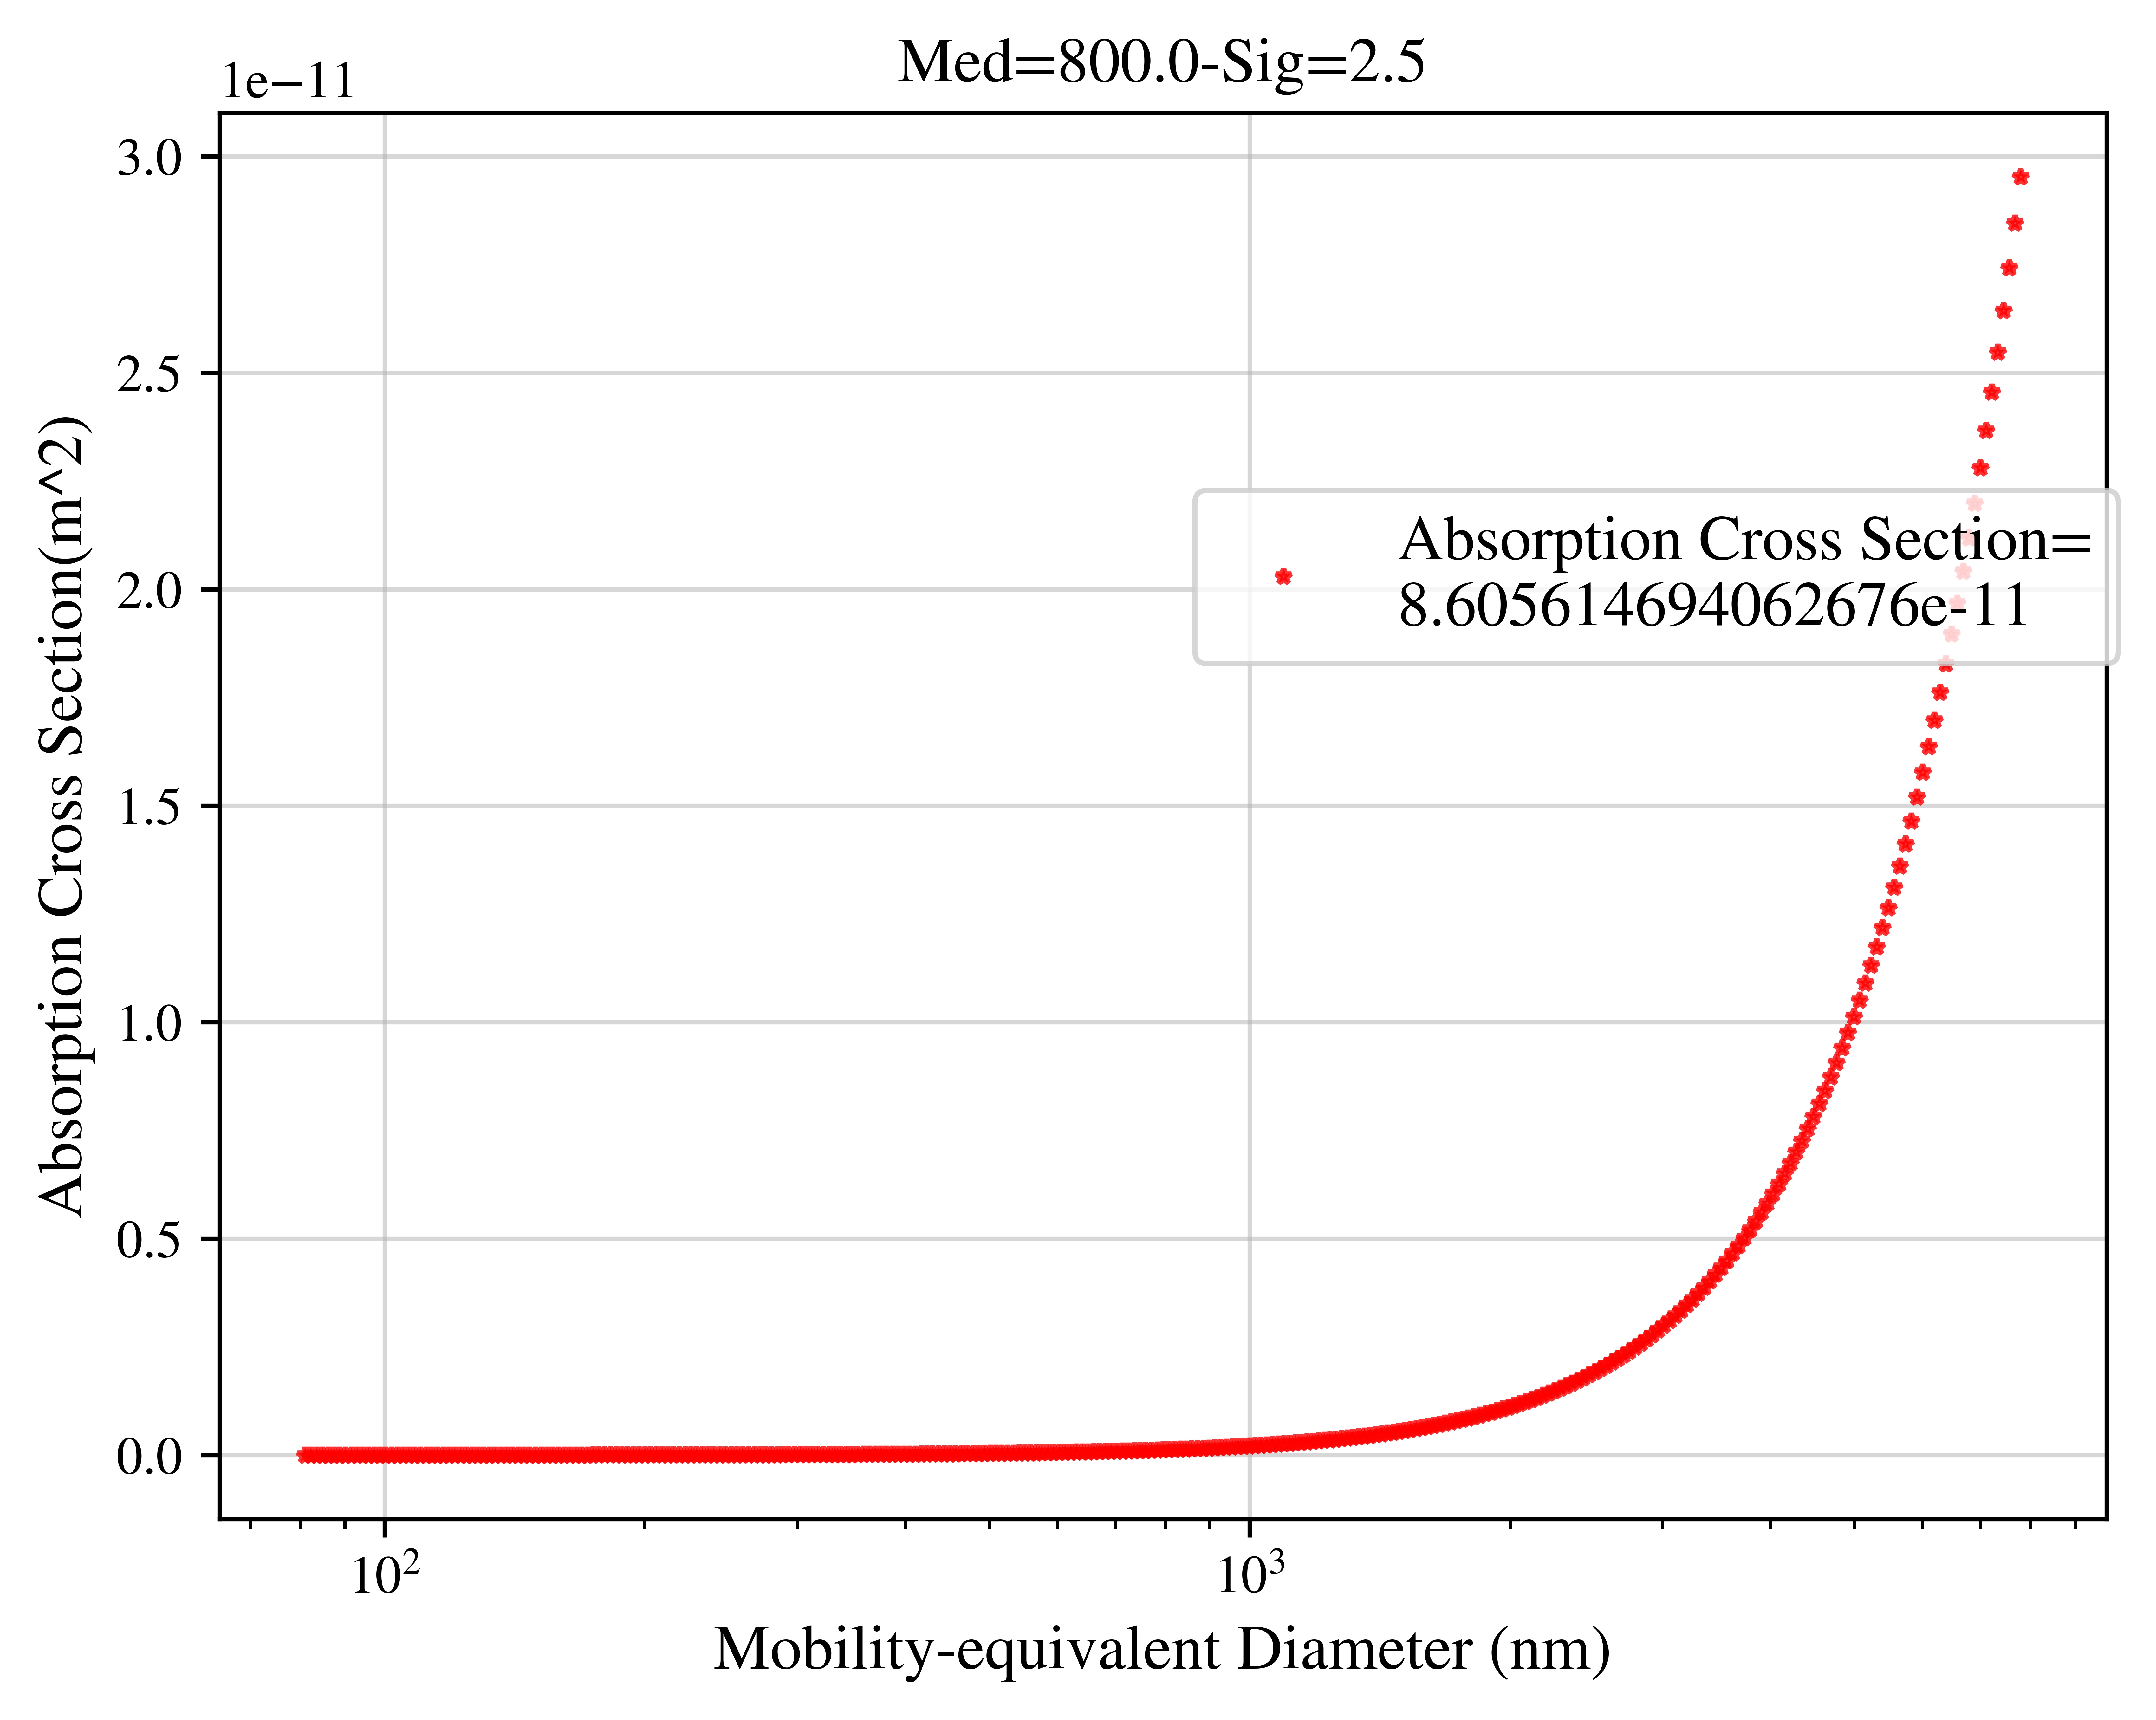 Med=800.0-Sig=2.5
1e−11
3.0
2.5
2.0
1.5
1.0
0.5
0.0
Absorption Cross Section(m^2)
Absorption Cross Section=
8.605614694062676e-11
10²
10³
Mobility-equivalent Diameter (nm)